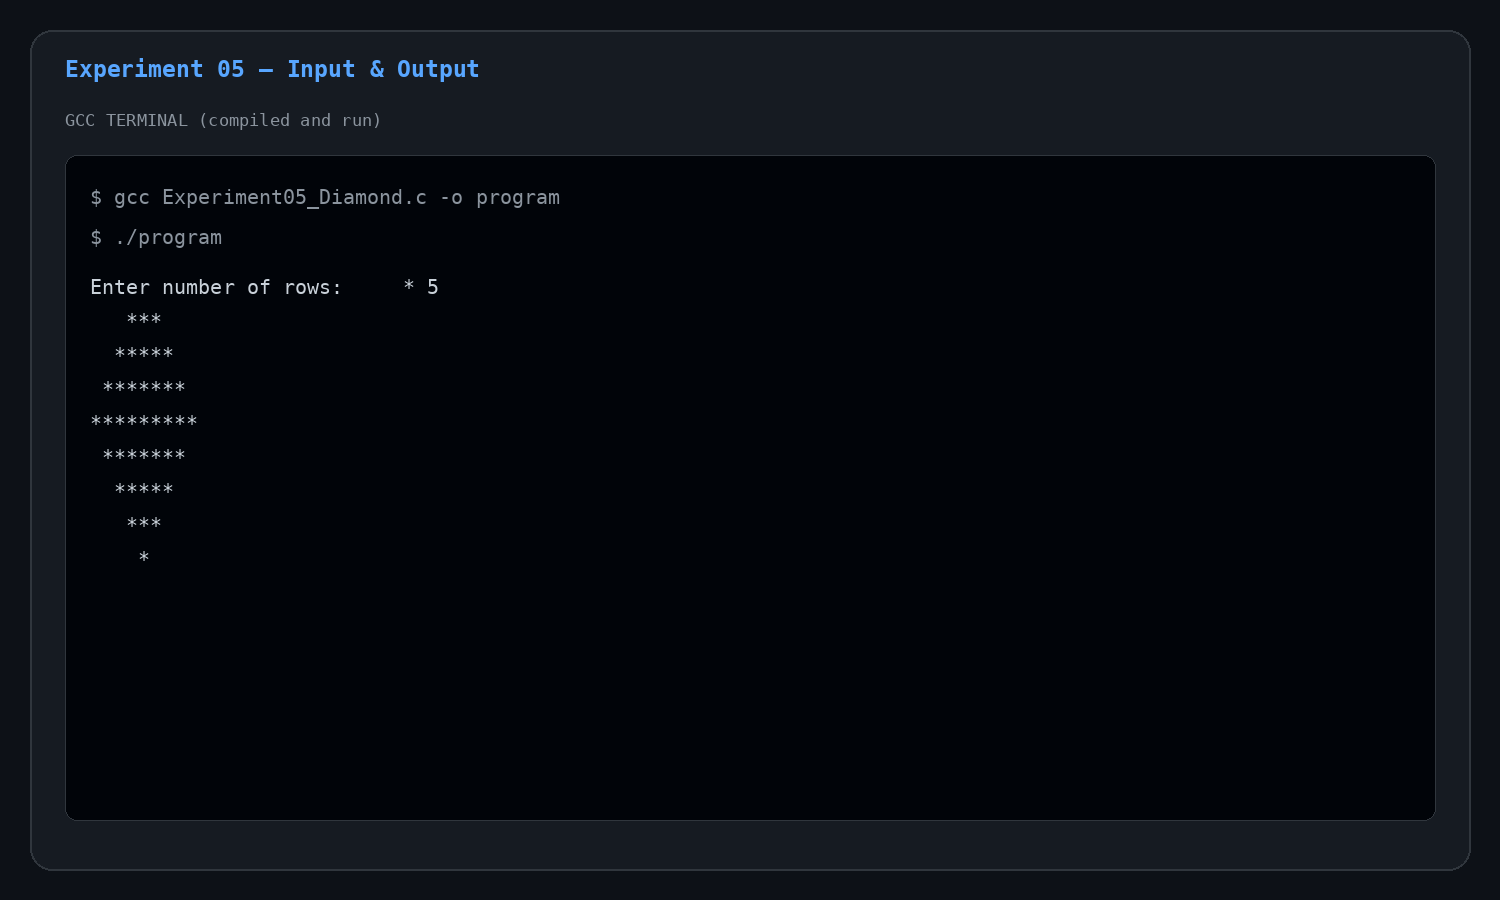 Experiment 05 — Input & Output
GCC TERMINAL (compiled and run)
$ gcc Experiment05_Diamond.c -o program
$ ./program
Enter number of rows:     * 5
   ***
  *****
 *******
*********
 *******
  *****
   ***
    *